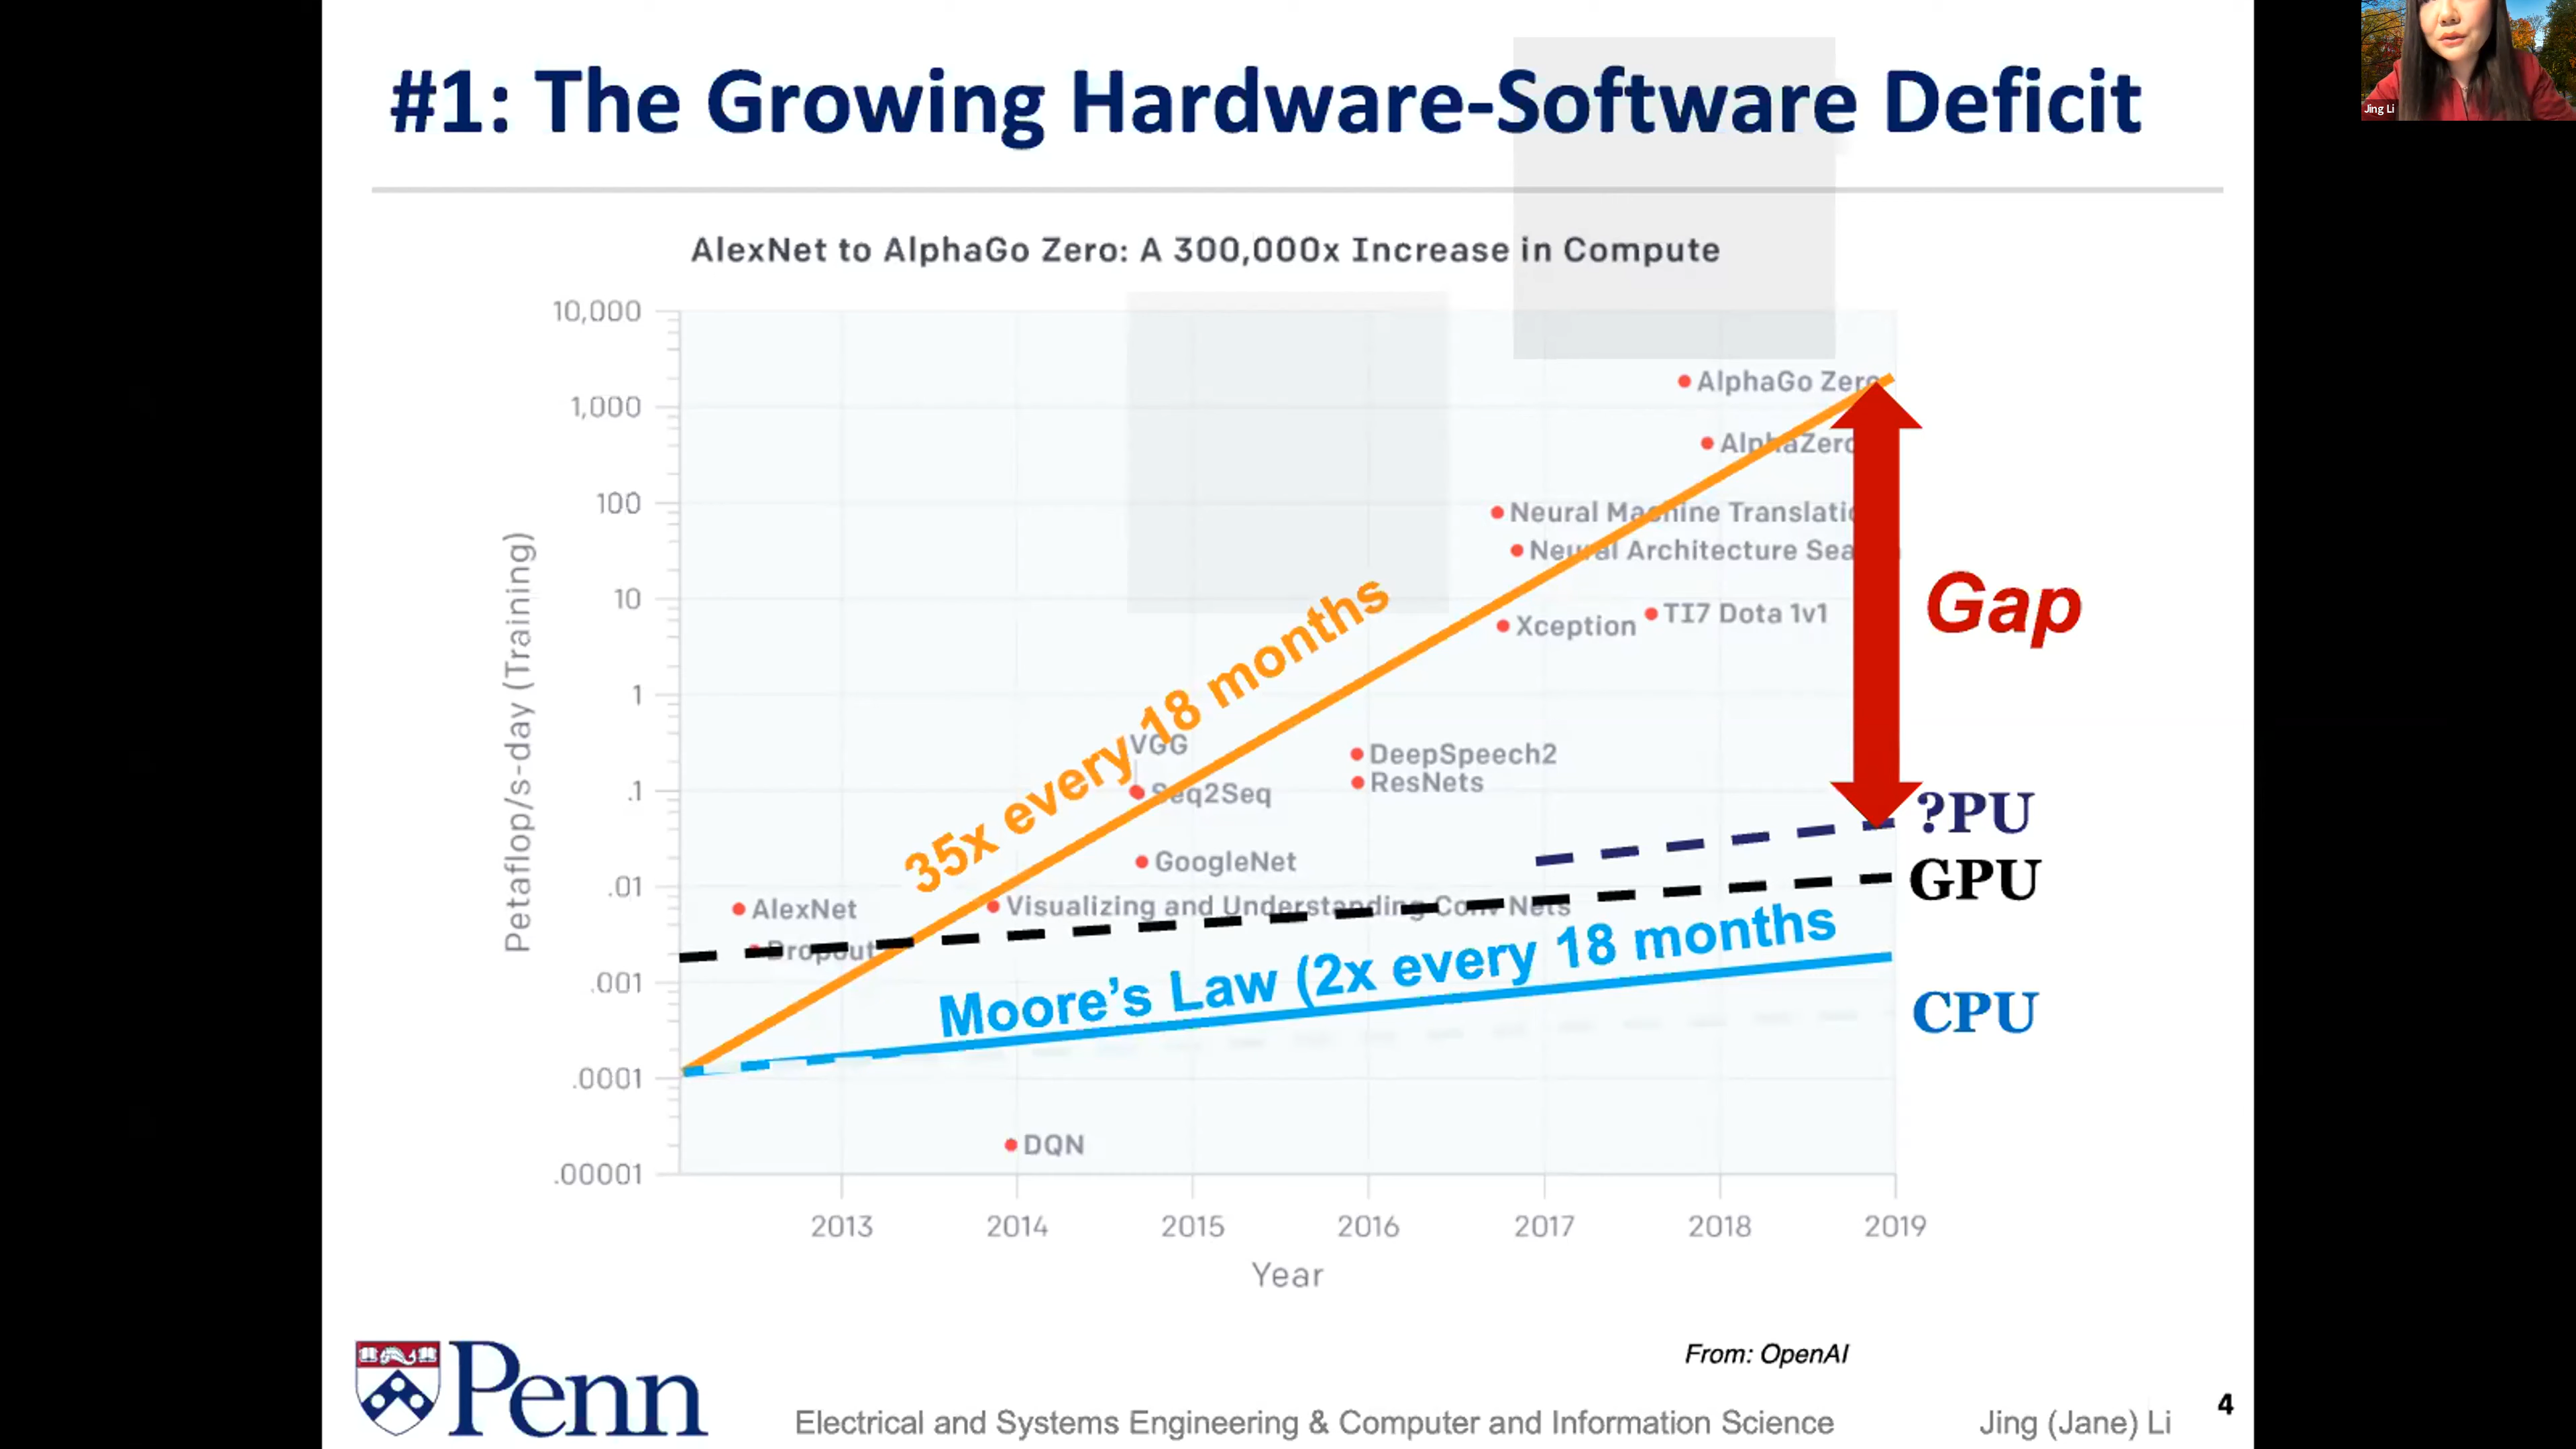 #1: The Growing Hardware-Software Deficit
Jing Li
AlexNet to AlphaGo Zero: A 300,000x Increase in Compute
10,000
1,000
100
10
1
.1
.01
.001
.0001
.00001
Petaflop/s-day (Training)
AlphaGo Zero
AlphaZero
Neural Machine Translatio
Neural Architecture Sea
TI7 Dota 1v1
Xception
Gap
35x every 18 months
VGG
Seq2Seq
DeepSpeech2
ResNets
GoogleNet
?PU
GPU
AlexNet
Visualizing and Understanding Conv Nets
Dropout
Moore's Law (2x every 18 months
CPU
DQN
2013 2014 2015 2016 2017 2018 2019
Year
From: OpenAI
Penn
Electrical and Systems Engineering & Computer and Information Science
Jing (Jane) Li
4